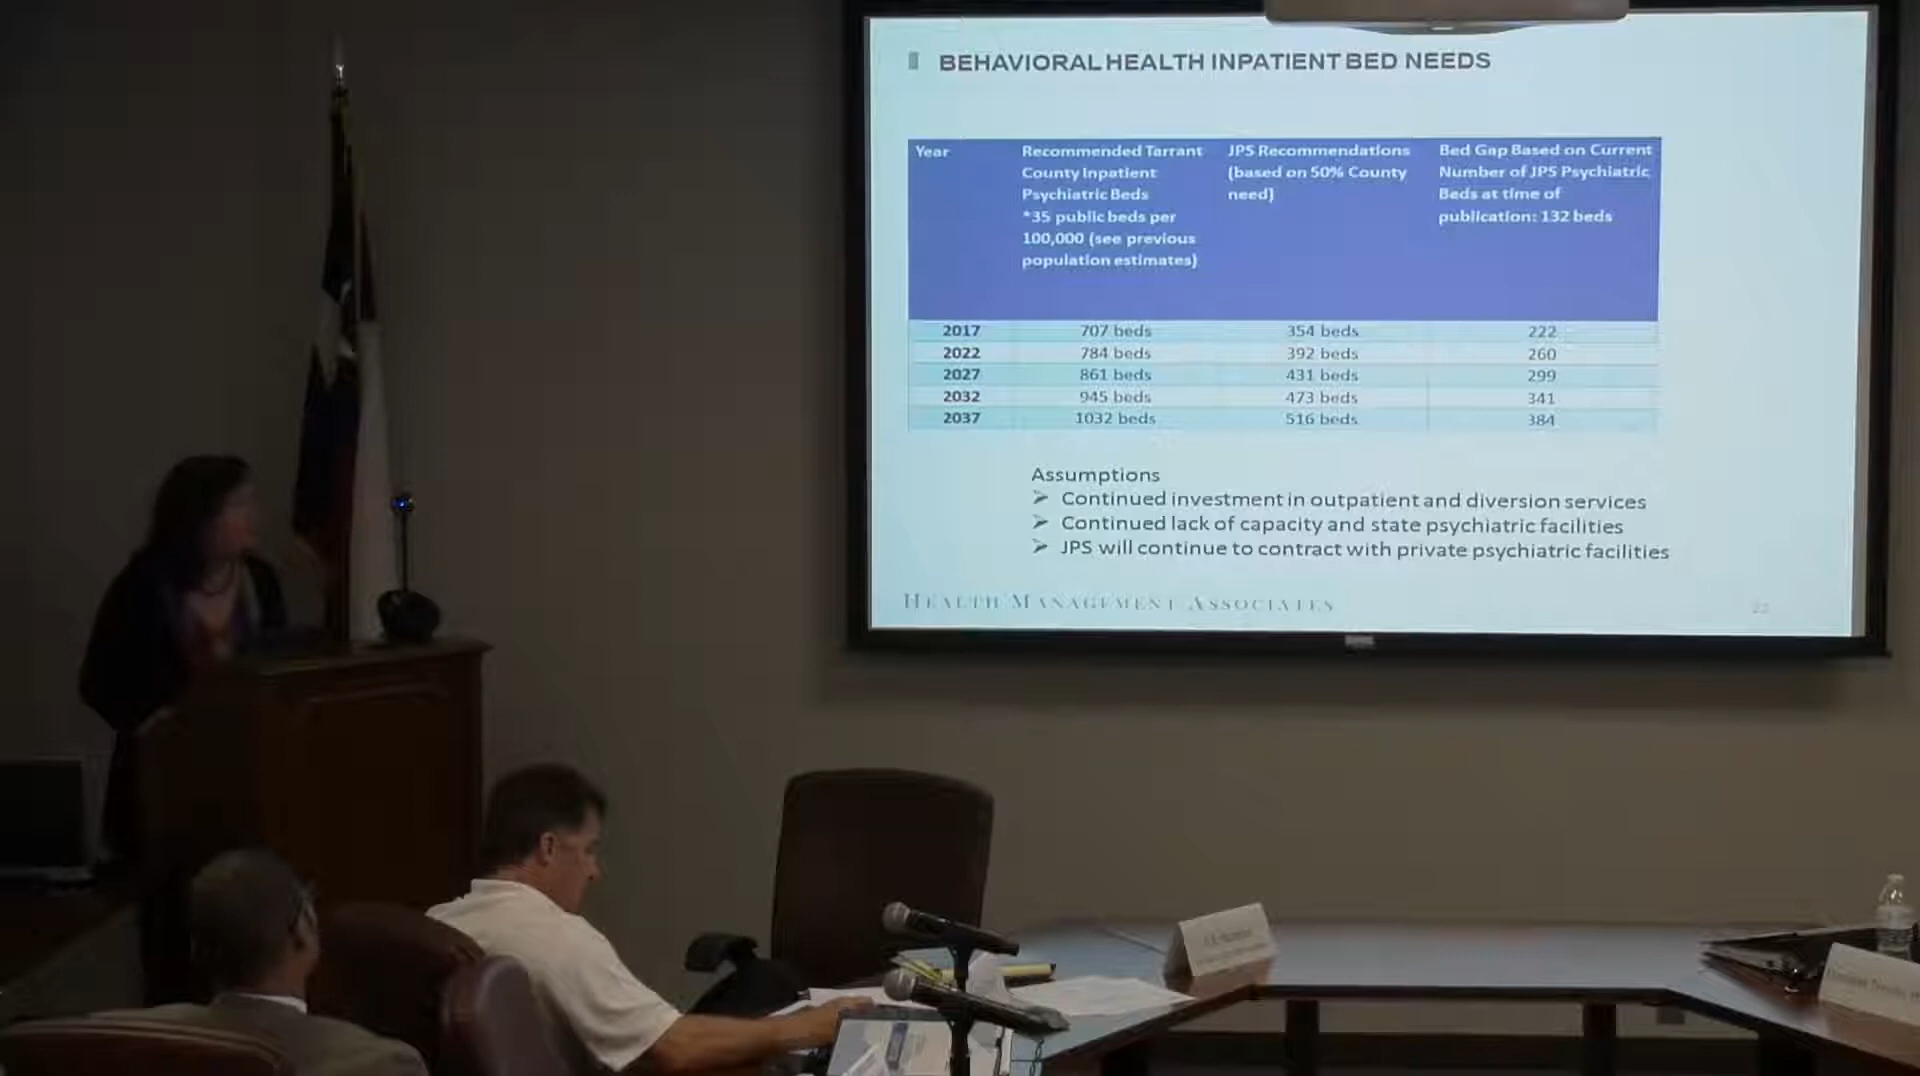 BEHAVIORAL HEALTH INPATIENT BED NEEDS
Year
Recommended Tarrant
County Inpatient
Psychiatric Beds
*35 public beds per
100,000 (see previous
population estimates)
JPS Recommendations
(based on 50% County
need)
Bed Gap Based on Current
Number of JPS Psychiatric
Beds at time of
publication: 132 beds
2017 707 beds 354 beds 222
2022 784 beds 392 beds 260
2027 861 beds 431 beds 299
2032 945 beds 473 beds 341
2037 1032 beds 516 beds 384
Assumptions
➢ Continued investment in outpatient and diversion services
➢ Continued lack of capacity and state psychiatric facilities
➢ JPS will continue to contract with private psychiatric facilities
HEALTH MANAGEMENT ASSOCIATES